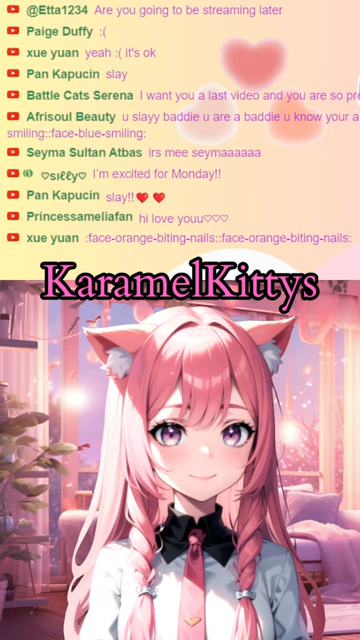 @Etta1234 Are you going to be streaming later
Paige Duffy :(
xue yuan yeah :( it's ok
Pan Kapucin slay
Battle Cats Serena I want you a last video and you are so pre
Afrisoul Beauty u slayy baddie u are a baddie u know your a
smiling::face-blue-smiling:
Seyma Sultan Atbas irs mee seymaaaaaa
♡sıℓℓy♡ I'm excited for Monday!!
Pan Kapucin slay!!❤️❤️
Princessameliafan hi love youu♡♡♡
xue yuan :face-orange-biting-nails::face-orange-biting-nails:
KaramelKittys